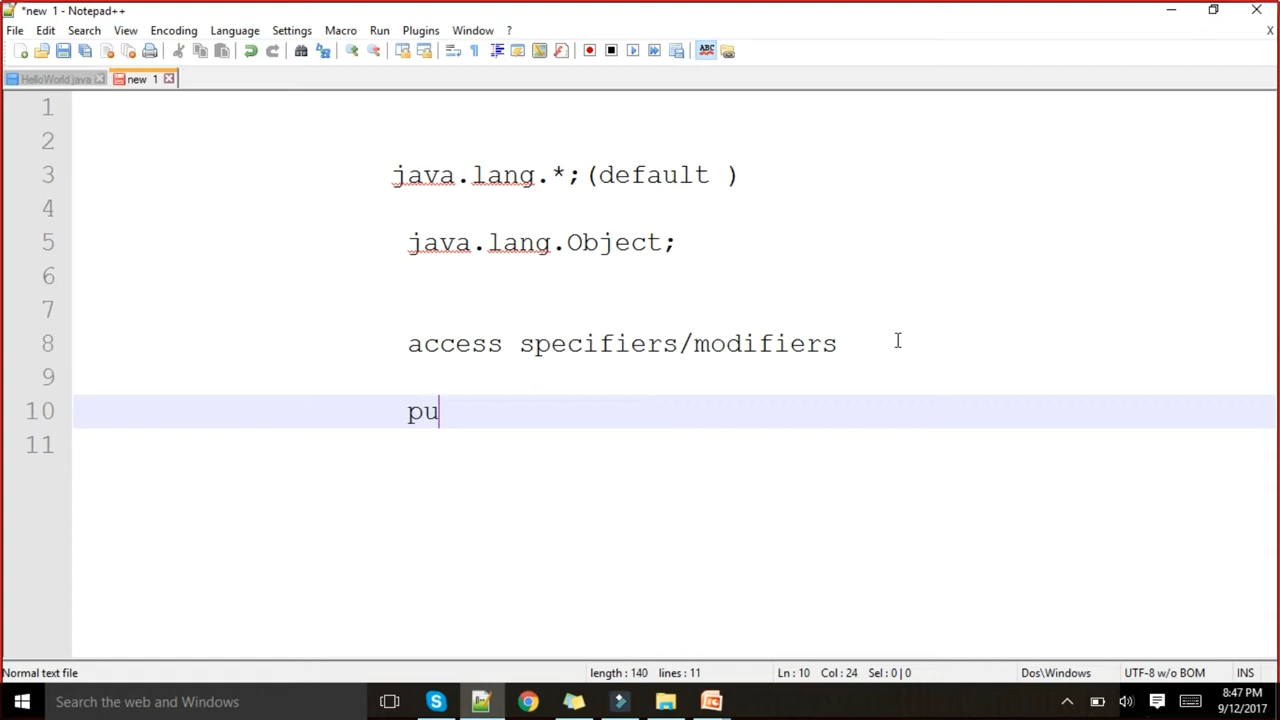 *new 1 - Notepad++
File Edit Search View Encoding Language Settings Macro Run Plugins Window ? X
ABC
HelloWorld.java new 1
1
2
3 java.lang.*;(default )
4
5 java.lang.Object;
6
7
8 access specifiers/modifiers
9
10 pu
11
Normal text file length : 140 lines : 11 Ln : 10 Col : 24 Sel : 0 | 0 Dos\Windows UTF-8 w/o BOM INS
Search the web and Windows 8:47 PM
9/12/2017